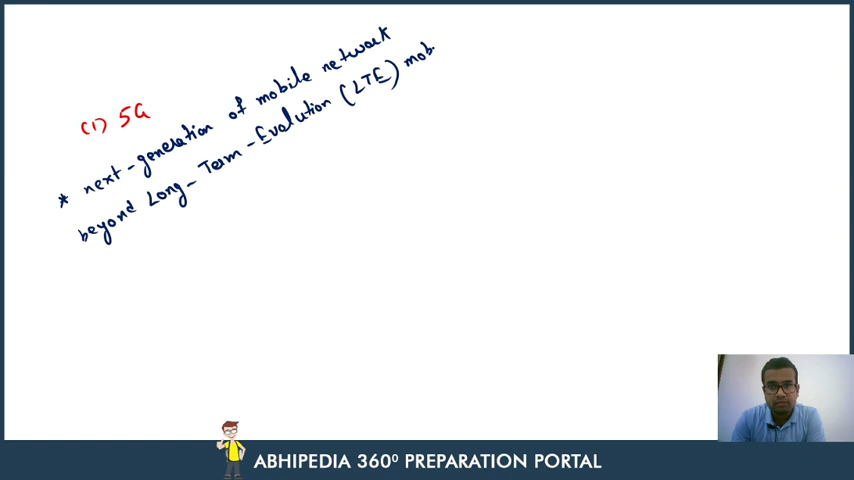 (1) 5G
* next-generation of mobile network
beyond Long-Term-Evolution (LTE) mob.
ABHIPEDIA 360° PREPARATION PORTAL